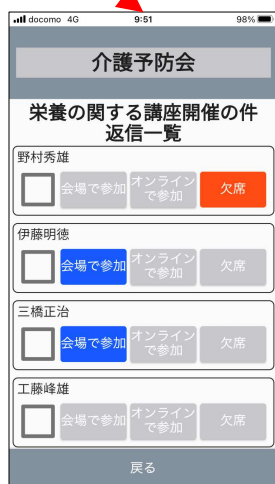 docomo 4G 9:51 98%
介護予防会
栄養の関する講座開催の件
返信一覧
野村秀雄
会場で参加 オンラインで参加 欠席
伊藤明徳
会場で参加 オンラインで参加 欠席
三橋正治
会場で参加 オンラインで参加 欠席
工藤峰雄
会場で参加 オンラインで参加 欠席
戻る